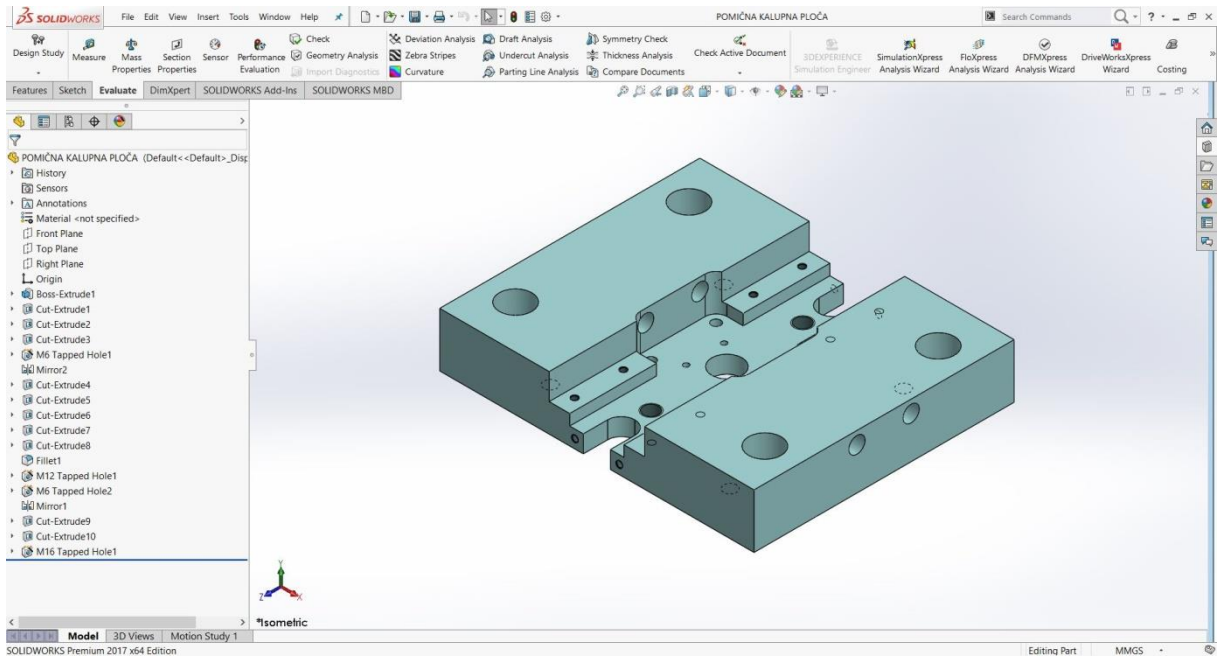 SOLIDWORKS File Edit View Insert Tools Window Help POMIČNA KALUPNA PLOČA Search Commands
Design Study
Measure
Mass Properties
Section Properties
Sensor
Performance Evaluation
Check
Geometry Analysis
Import Diagnostics
Deviation Analysis
Zebra Stripes
Curvature
Draft Analysis
Undercut Analysis
Parting Line Analysis
Symmetry Check
Thickness Analysis
Compare Documents
Check Active Document
3DEXPERIENCE Simulation Engineer
SimulationXpress Analysis Wizard
FloXpress Analysis Wizard
DFMXpress Analysis Wizard
DriveWorksXpress Wizard
Costing
Features Sketch Evaluate DimXpert SOLIDWORKS Add-Ins SOLIDWORKS MBD
POMIČNA KALUPNA PLOČA (Default<<Default>_Disp
History
Sensors
Annotations
Material <not specified>
Front Plane
Top Plane
Right Plane
Origin
Boss-Extrude1
Cut-Extrude1
Cut-Extrude2
Cut-Extrude3
M6 Tapped Hole1
Mirror2
Cut-Extrude4
Cut-Extrude5
Cut-Extrude6
Cut-Extrude7
Cut-Extrude8
Fillet1
M12 Tapped Hole1
M6 Tapped Hole2
Mirror1
Cut-Extrude9
Cut-Extrude10
M16 Tapped Hole1
Y
Z X
*Isometric
Model 3D Views Motion Study 1
SOLIDWORKS Premium 2017 x64 Edition Editing Part MMGS